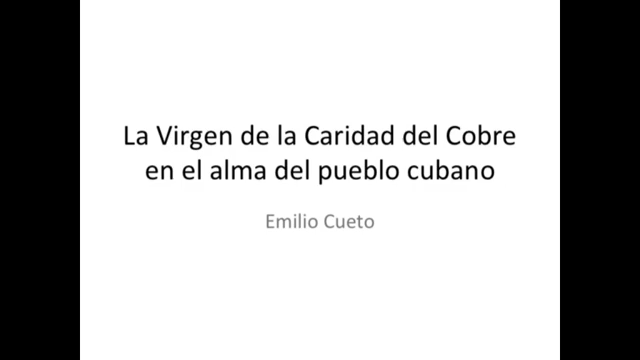 La Virgen de la Caridad del Cobre
en el alma del pueblo cubano
Emilio Cueto